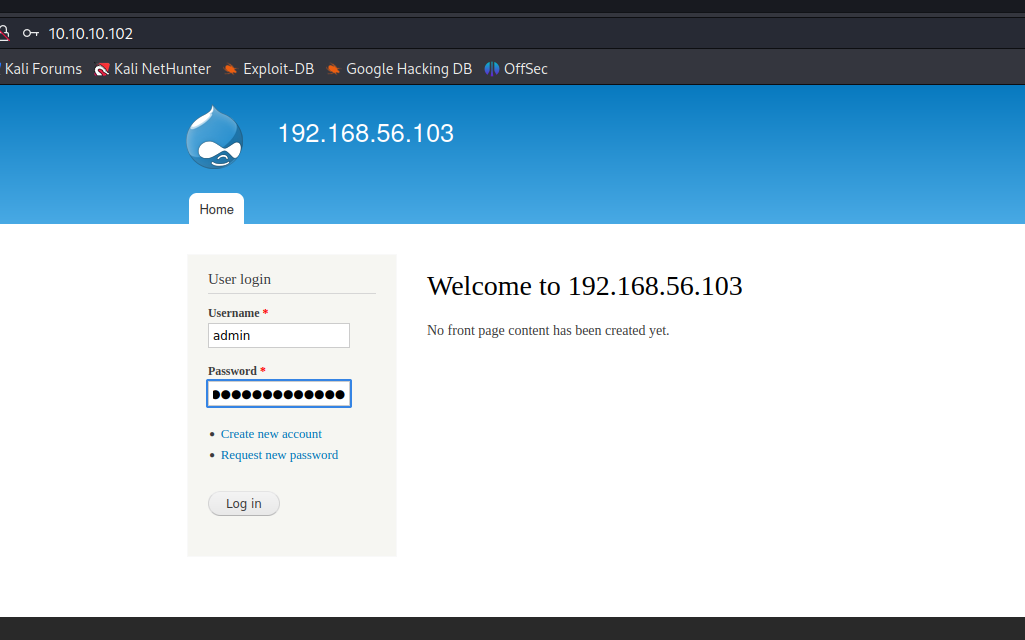 10.10.10.102
Kali Forums Kali NetHunter Exploit-DB Google Hacking DB OffSec
192.168.56.103
Home
User login
Username *
admin
Password *
Create new account
Request new password
Log in
Welcome to 192.168.56.103
No front page content has been created yet.